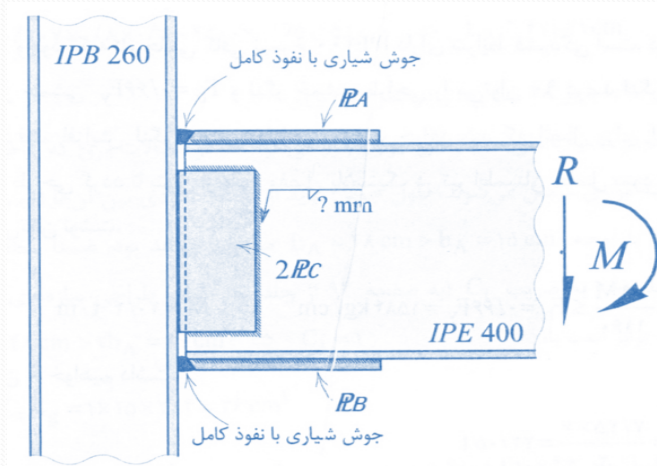 IPB 260
جوش شیاری با نفوذ کامل
PLA
R
? mm
M
2PLC
IPE 400
PLB
جوش شیاری با نفوذ کامل